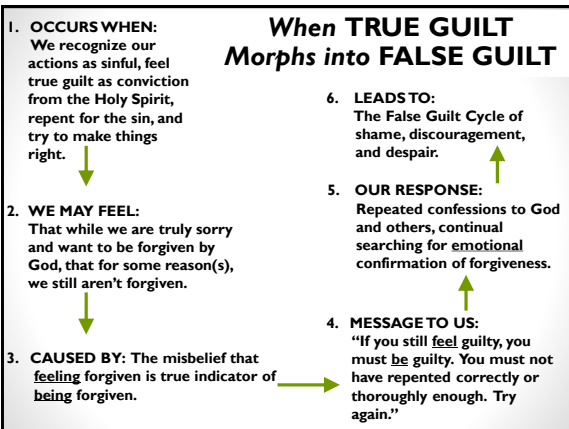 When TRUE GUILT
Morphs into FALSE GUILT
1. OCCURS WHEN:
We recognize our
actions as sinful, feel
true guilt as conviction
from the Holy Spirit,
repent for the sin, and
try to make things
right.
2. WE MAY FEEL:
That while we are truly sorry
and want to be forgiven by
God, that for some reason(s),
we still aren't forgiven.
3. CAUSED BY: The misbelief that
feeling forgiven is true indicator of
being forgiven.
4. MESSAGE TO US:
"If you still feel guilty, you
must be guilty. You must not
have repented correctly or
thoroughly enough. Try
again."
5. OUR RESPONSE:
Repeated confessions to God
and others, continual
searching for emotional
confirmation of forgiveness.
6. LEADS TO:
The False Guilt Cycle of
shame, discouragement,
and despair.